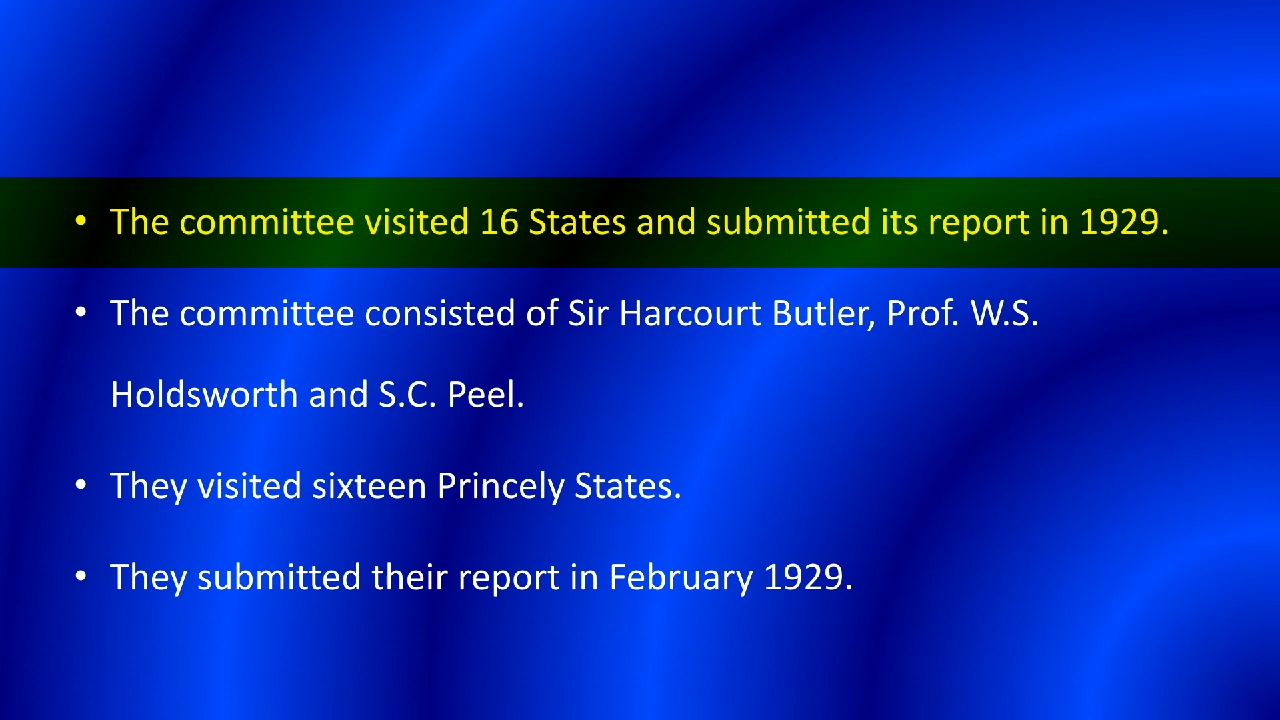 • The committee visited 16 States and submitted its report in 1929.
• The committee consisted of Sir Harcourt Butler, Prof. W.S.
Holdsworth and S.C. Peel.
• They visited sixteen Princely States.
• They submitted their report in February 1929.